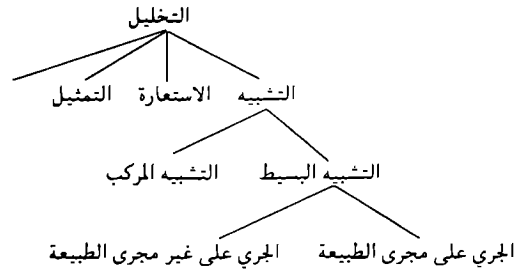 التخليل
التشبيه الاستعارة التمثيل
التشبيه البسيط التشبيه المركب
الجري على مجرى الطبيعة الجري على غير مجرى الطبيعة